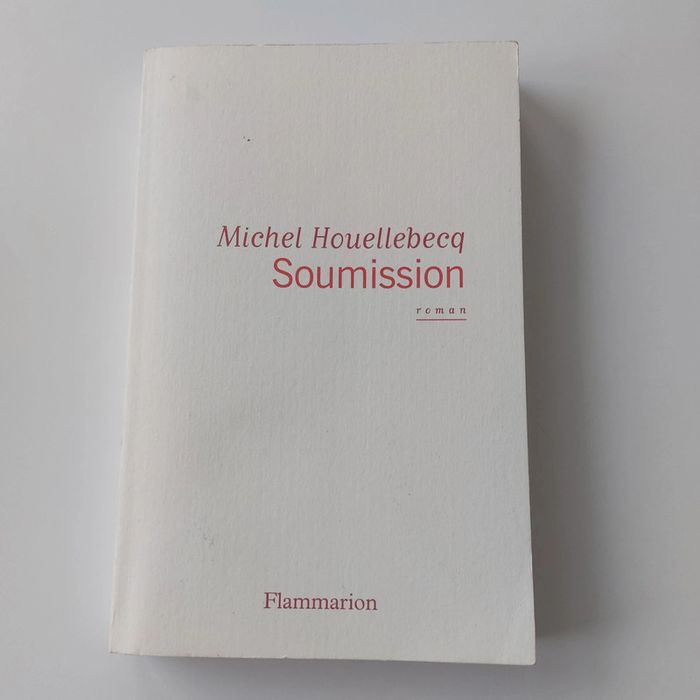 Michel Houellebecq
Soumission
roman
Flammarion